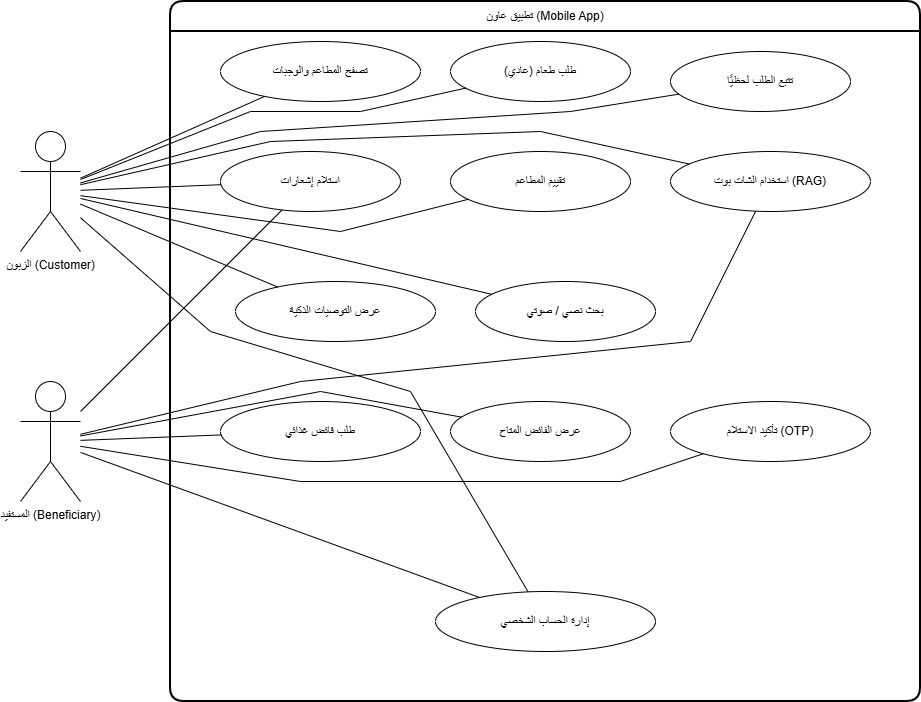 تطبيق عاون (Mobile App)
تصفح المطاعم والوجبات
طلب طعام (عادي)
تتبع الطلب لحظيًّا
استلام إشعارات
تقييم المطاعم
استخدام الشات بوت (RAG)
الزبون (Customer)
عرض التوصيات الذكية
بحث نصي / صوتي
طلب فائض غذائي
عرض الفائض المتاح
تأكيد الاستلام (OTP)
المستفيد (Beneficiary)
إدارة الحساب الشخصي